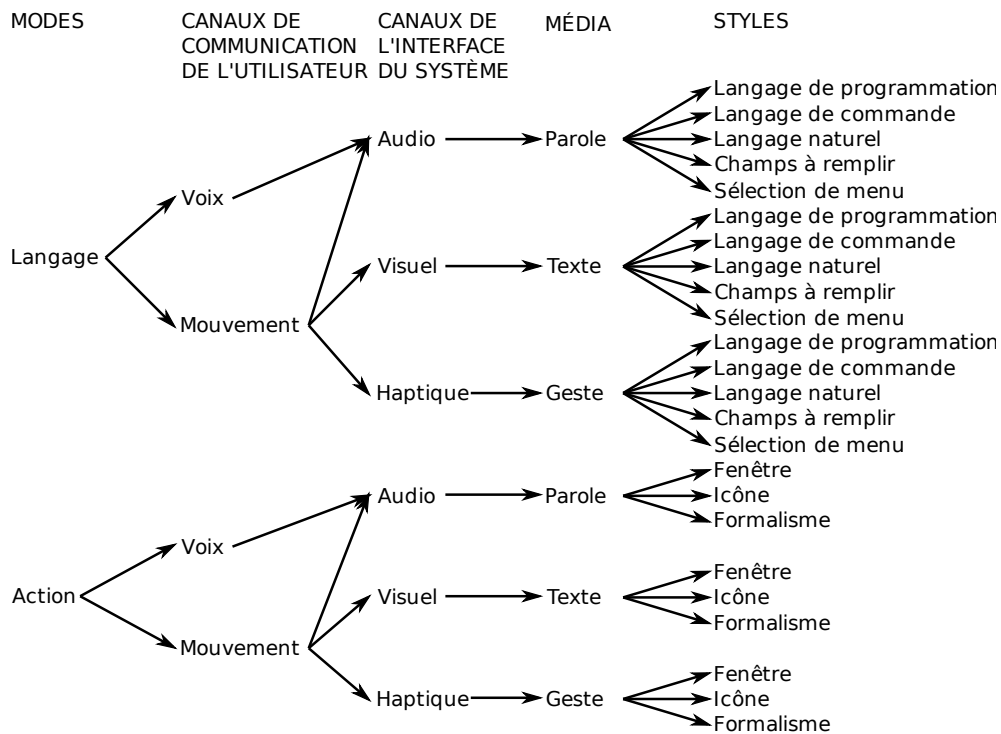 MODES
CANAUX DE
COMMUNICATION
DE L'UTILISATEUR
CANAUX DE
L'INTERFACE
DU SYSTÈME
MÉDIA
STYLES
Langage
Voix
Mouvement
Audio
Visuel
Haptique
Parole
Texte
Geste
Langage de programmation
Langage de commande
Langage naturel
Champs à remplir
Sélection de menu
Langage de programmation
Langage de commande
Langage naturel
Champs à remplir
Sélection de menu
Langage de programmation
Langage de commande
Langage naturel
Champs à remplir
Sélection de menu
Action
Voix
Mouvement
Audio
Visuel
Haptique
Parole
Texte
Geste
Fenêtre
Icône
Formalisme
Fenêtre
Icône
Formalisme
Fenêtre
Icône
Formalisme